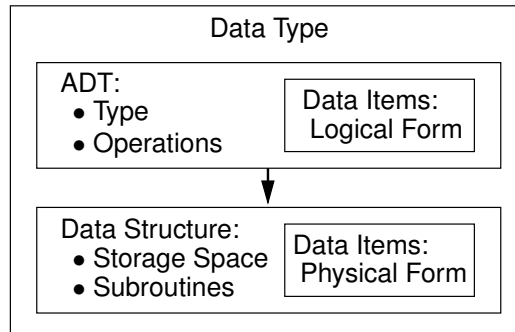 Data Type
ADT:
• Type
• Operations
Data Items:
Logical Form
Data Structure:
• Storage Space
• Subroutines
Data Items:
Physical Form